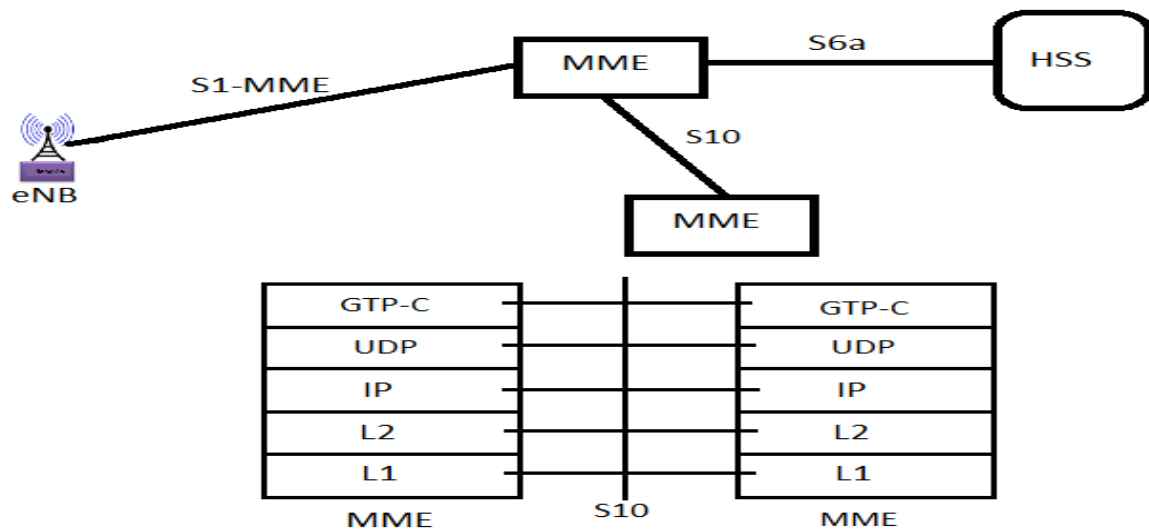 S6a
MME
HSS
S1-MME
S10
eNB
MME
GTP-C GTP-C
UDP UDP
IP IP
L2 L2
L1 L1
MME S10 MME